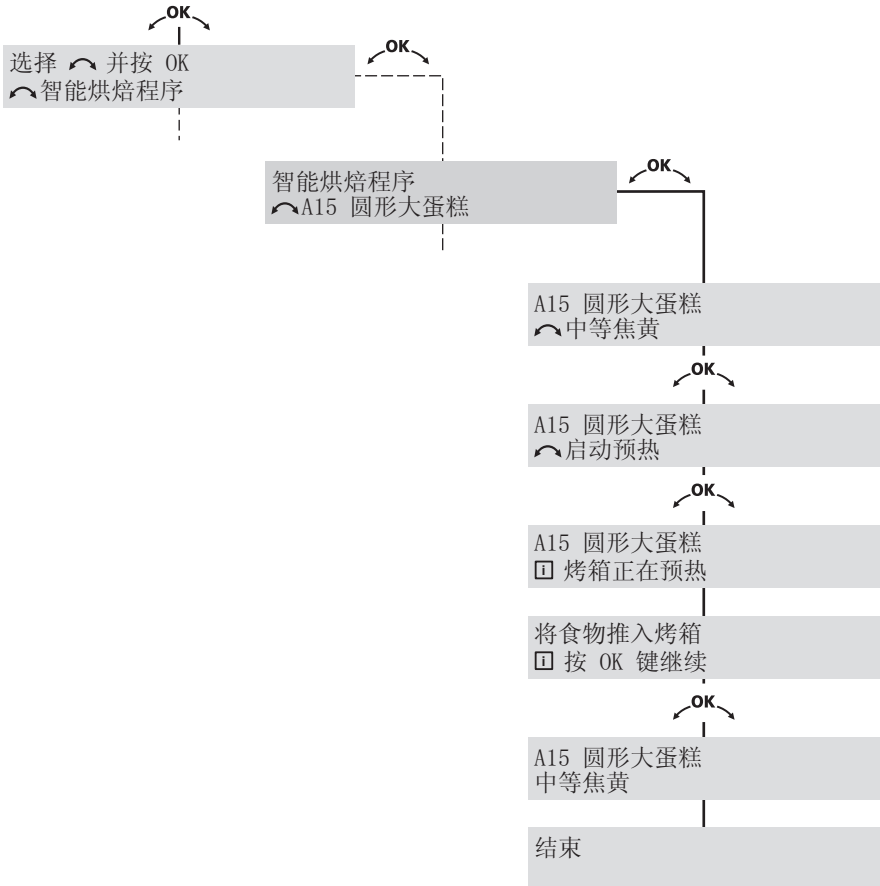 OK
选择 并按 OK
智能烘焙程序
OK
智能烘焙程序
A15 圆形大蛋糕
OK
A15 圆形大蛋糕
中等焦黄
OK
A15 圆形大蛋糕
启动预热
OK
A15 圆形大蛋糕
i 烤箱正在预热
将食物推入烤箱
i 按 OK 键继续
OK
A15 圆形大蛋糕
中等焦黄
结束